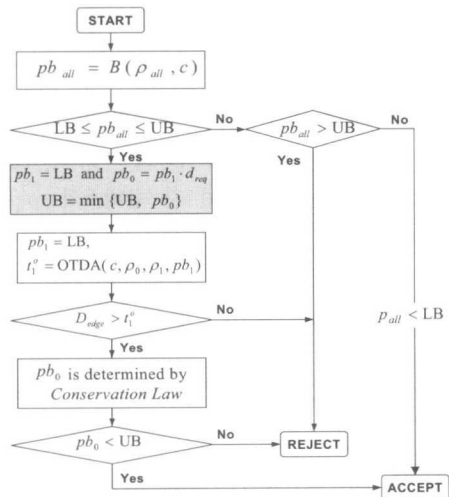 START
pb_all = B(ρ_all, c)
LB ≤ pb_all ≤ UB
No
pb_all > UB
No
Yes
Yes
pb_1 = LB and pb_0 = pb_1 · d_req
UB = min {UB, pb_0}
pb_1 = LB,
t_1^o = OTDA(c, ρ_0, ρ_1, pb_1)
D_edge > t_1^o
No
p_all < LB
Yes
pb_0 is determined by
Conservation Law
pb_0 < UB
No
REJECT
Yes
ACCEPT